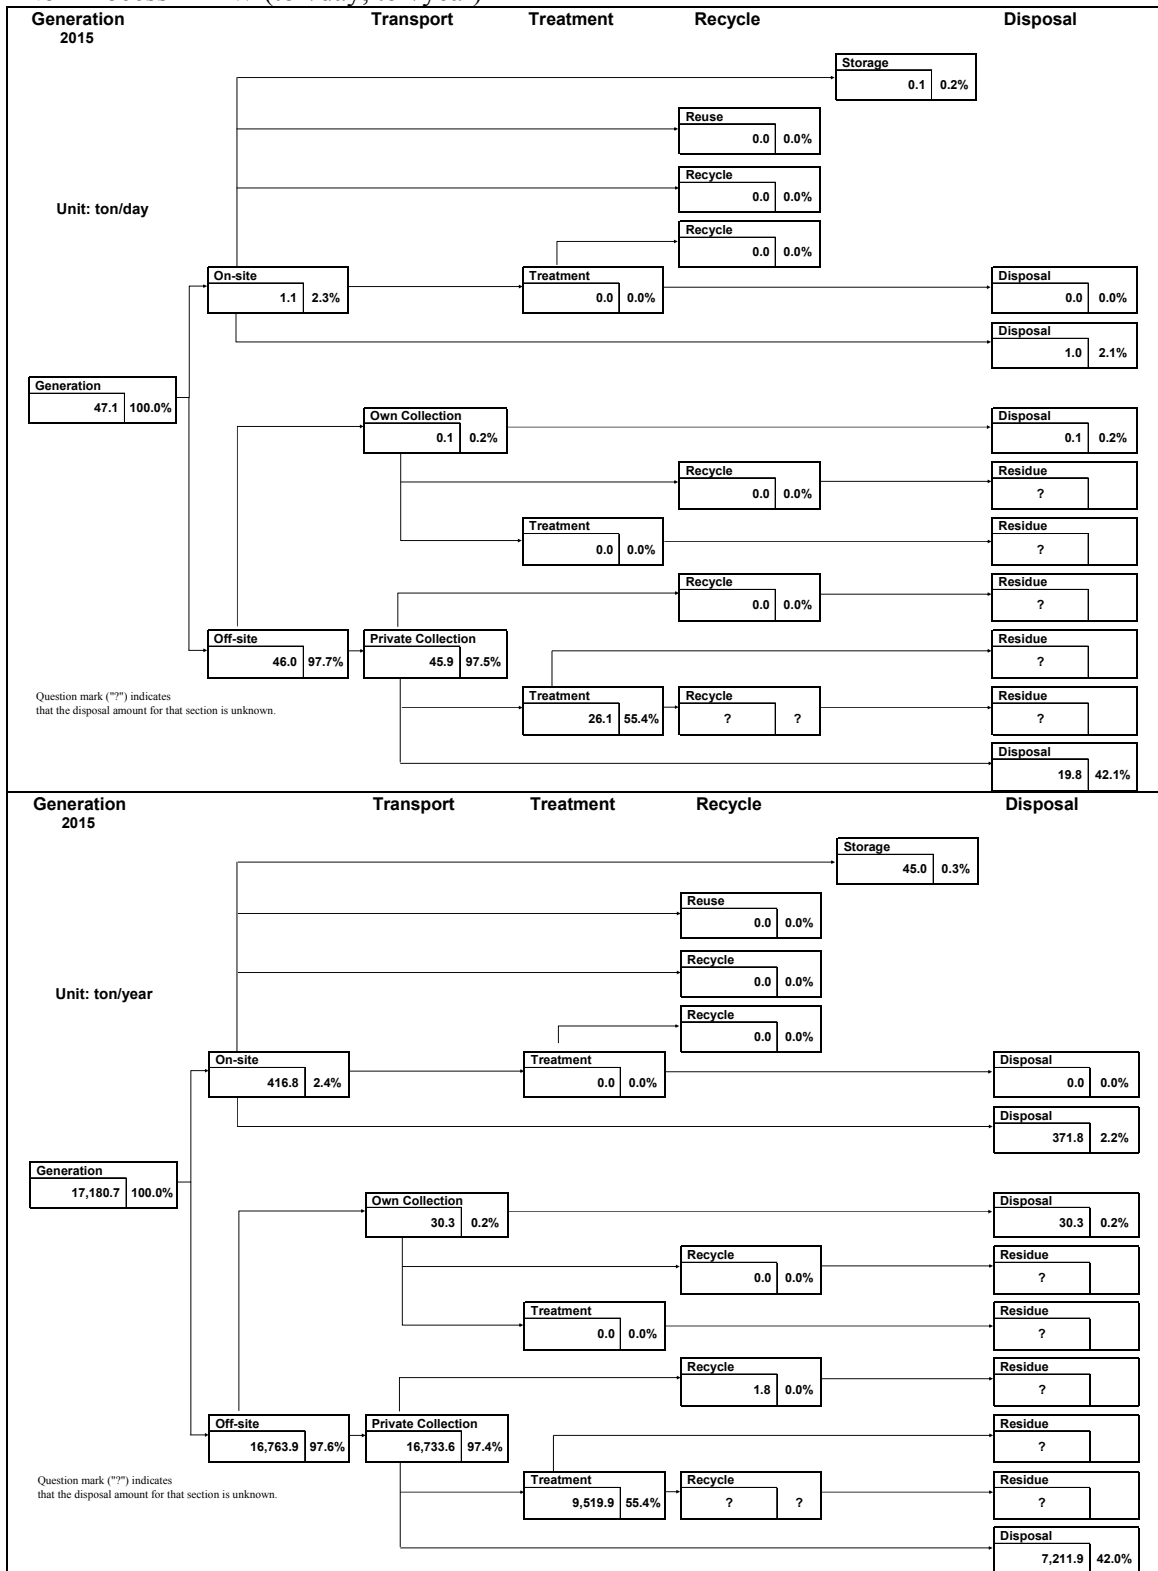 Generation Transport Treatment Recycle Disposal
2015
Storage
0.1 0.2%
Reuse
0.0 0.0%
Recycle
0.0 0.0%
Unit: ton/day
Recycle
0.0 0.0%
On-site Treatment Disposal
1.1 2.3% 0.0 0.0% 0.0 0.0%
Disposal
1.0 2.1%
Generation
47.1 100.0%
Own Collection Disposal
0.1 0.2% 0.1 0.2%
Recycle Residue
0.0 0.0% ?
Treatment Residue
0.0 0.0% ?
Recycle Residue
0.0 0.0% ?
Off-site Private Collection Residue
46.0 97.7% 45.9 97.5% ?
Question mark ("?") indicates
that the disposal amount for that section is unknown.
Treatment Recycle Residue
26.1 55.4% ? ? ?
Disposal
19.8 42.1%
Generation Transport Treatment Recycle Disposal
2015
Storage
45.0 0.3%
Reuse
0.0 0.0%
Recycle
0.0 0.0%
Unit: ton/year
Recycle
0.0 0.0%
On-site Treatment Disposal
416.8 2.4% 0.0 0.0% 0.0 0.0%
Disposal
371.8 2.2%
Generation
17,180.7 100.0%
Own Collection Disposal
30.3 0.2% 30.3 0.2%
Recycle Residue
0.0 0.0% ?
Treatment Residue
0.0 0.0% ?
Recycle Residue
1.8 0.0% ?
Off-site Private Collection Residue
16,763.9 97.6% 16,733.6 97.4% ?
Question mark ("?") indicates
that the disposal amount for that section is unknown.
Treatment Recycle Residue
9,519.9 55.4% ? ? ?
Disposal
7,211.9 42.0%